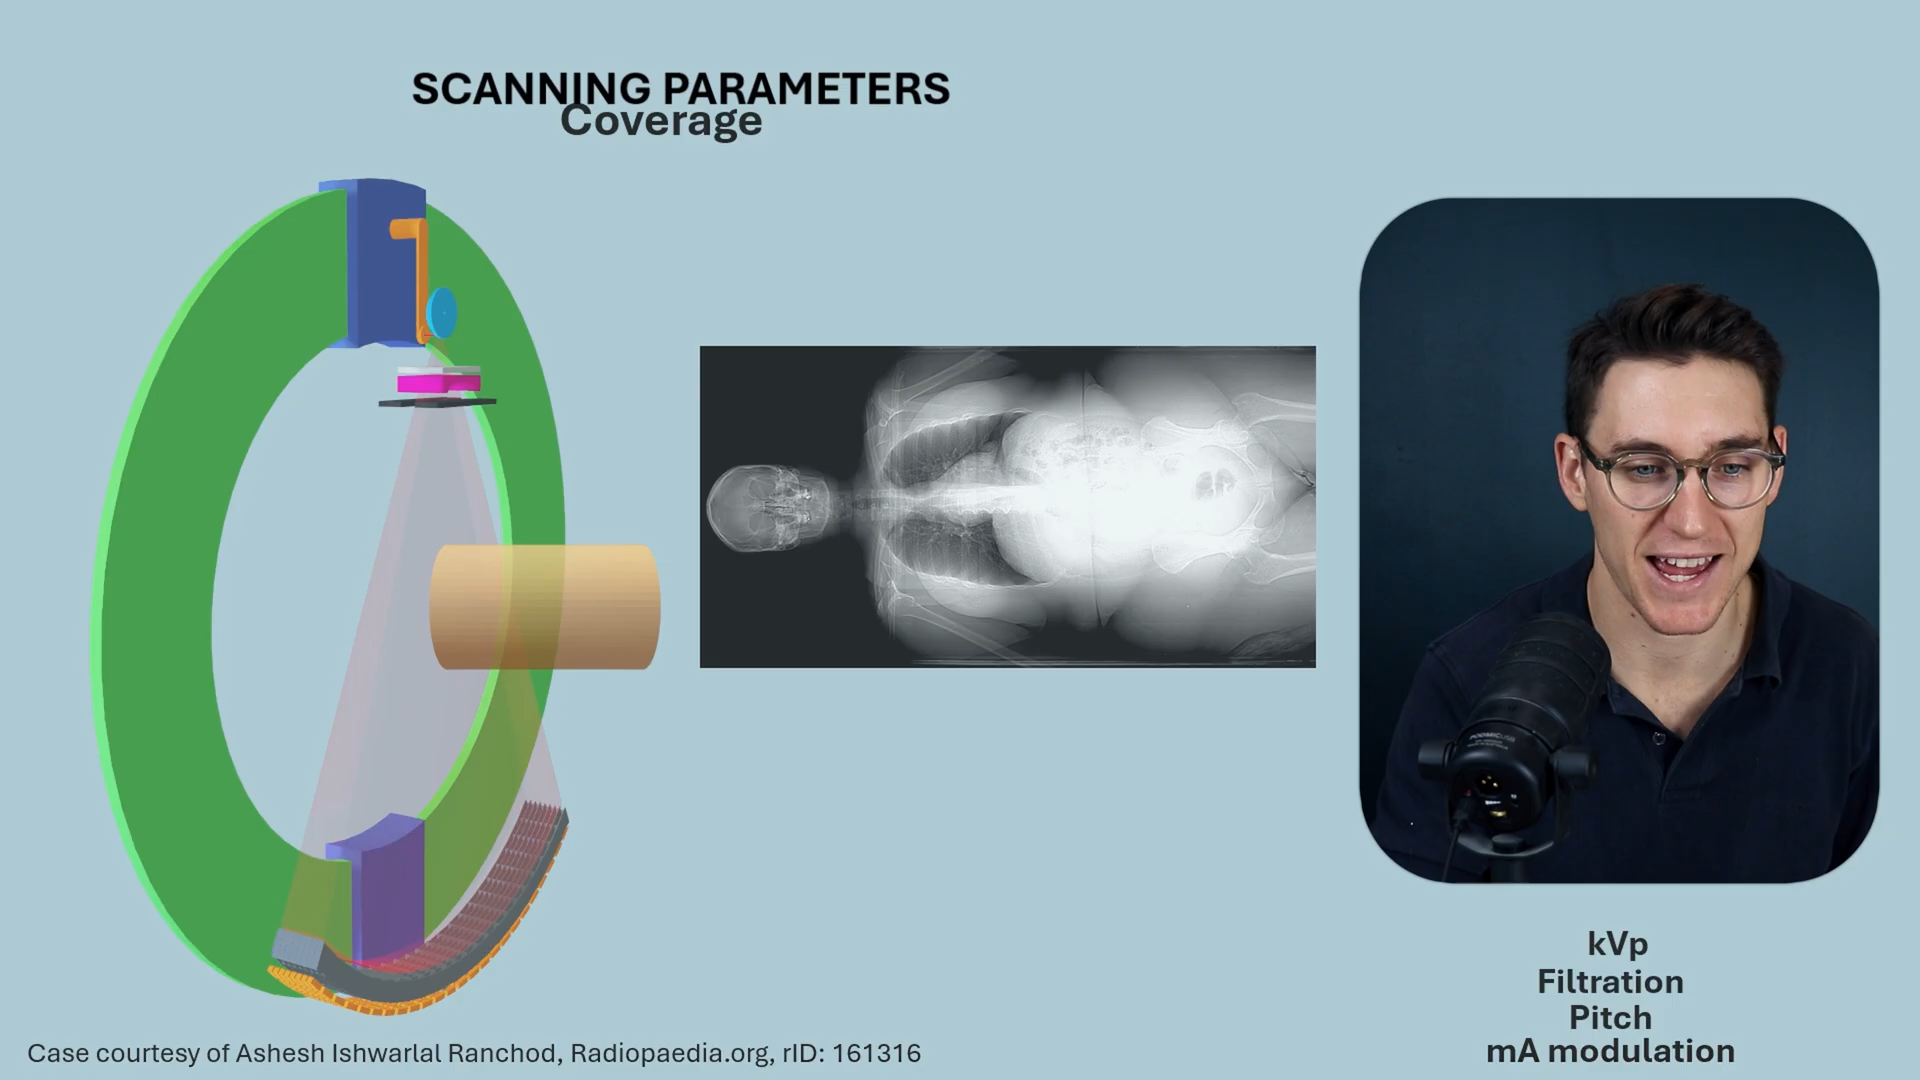 SCANNING PARAMETERS
Coverage
kVp
Filtration
Pitch
mA modulation
Case courtesy of Ashesh Ishwarlal Ranchod, Radiopaedia.org, rID: 161316